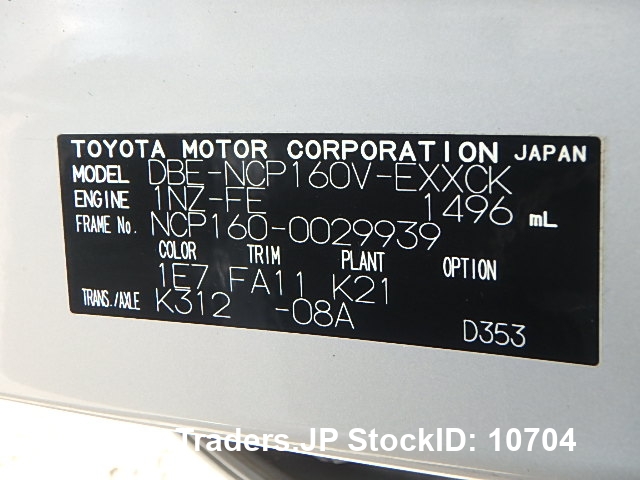 TOYOTA MOTOR CORPORATION JAPAN
MODEL DBE-NCP160V-EXXCK
ENGINE 1NZ-FE 1496 mL
FRAME No. NCP160-0029939
COLOR TRIM PLANT OPTION
1E7 FA11 K21
TRANS./AXLE K312 -08A
D353
Traders.JP StockID: 10704